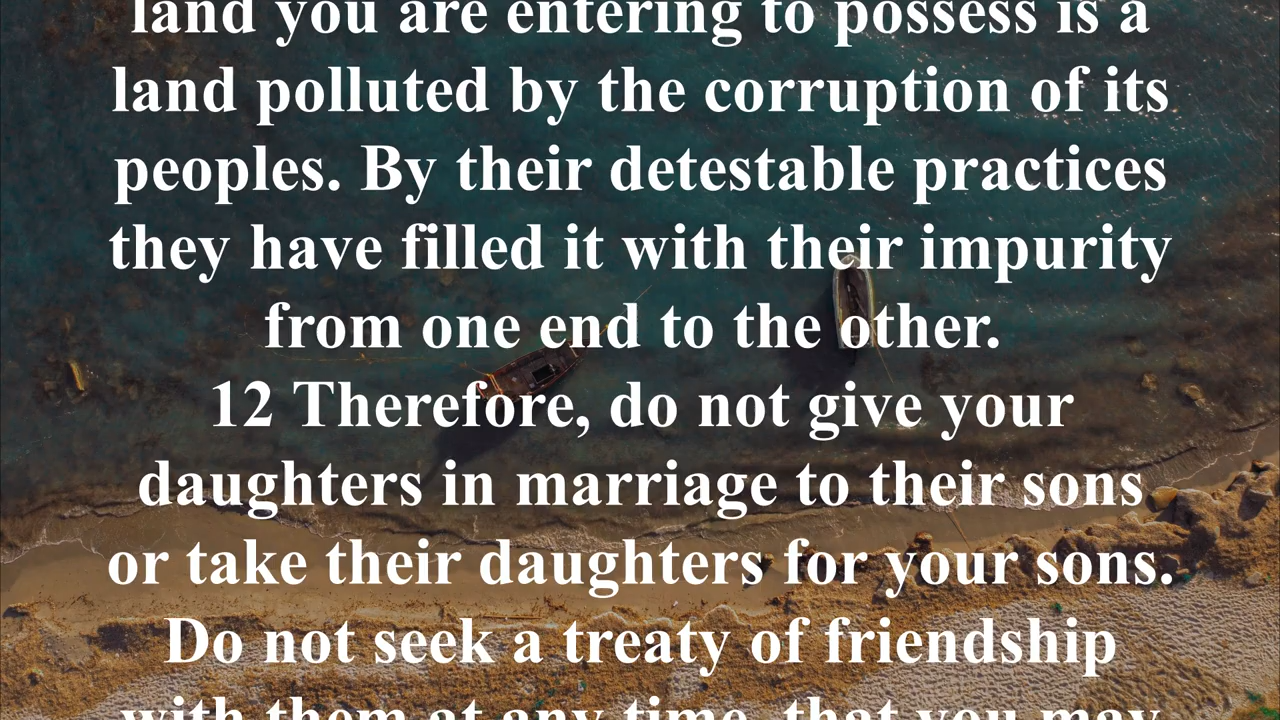 land you are entering to possess is a
land polluted by the corruption of its
peoples. By their detestable practices
they have filled it with their impurity
from one end to the other.
12 Therefore, do not give your
daughters in marriage to their sons
or take their daughters for your sons.
Do not seek a treaty of friendship
with them at any time, that you may